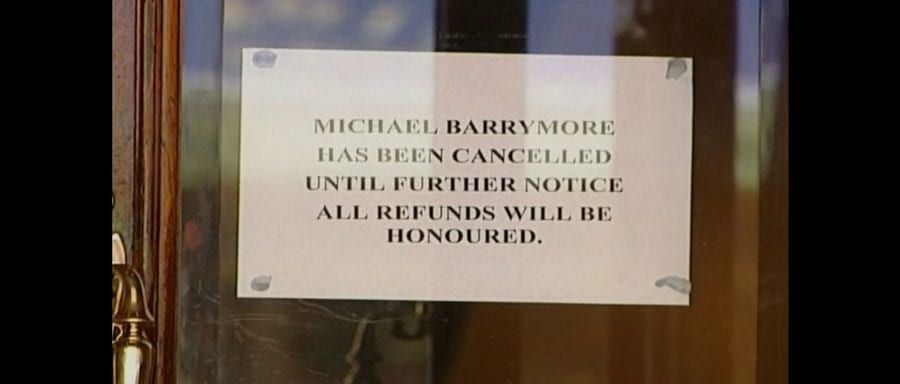 MICHAEL BARRYMORE
HAS BEEN CANCELLED
UNTIL FURTHER NOTICE
ALL REFUNDS WILL BE
HONOURED.